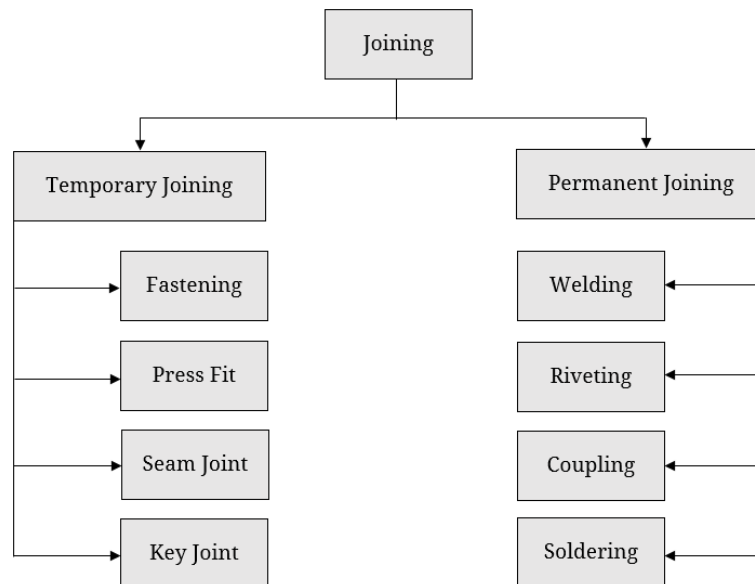 Joining
Temporary Joining
Permanent Joining
Fastening
Welding
Press Fit
Riveting
Seam Joint
Coupling
Key Joint
Soldering